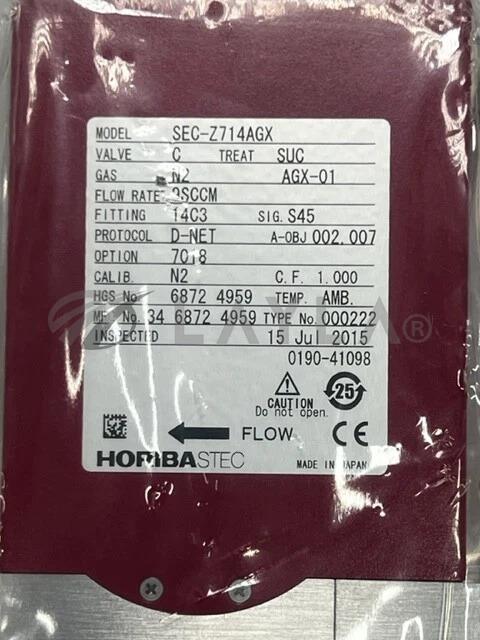 MODEL SEC-Z714AGX
VALVE C TREAT SUC
GAS N2 AGX-01
FLOW RATE 9SCCM
FITTING 14C3 SIG. S45
PROTOCOL D-NET A-OBJ 002.007
OPTION 7018
CALIB. N2 C.F. 1.000
HGS No. 6872 4959 TEMP. AMB.
MF. No. 34 6872 4959 TYPE No. 000222
INSPECTED 15 Jul 2015
0190-41098
25
CAUTION
Do not open.
FLOW CE
HORIBASTEC MADE IN JAPAN